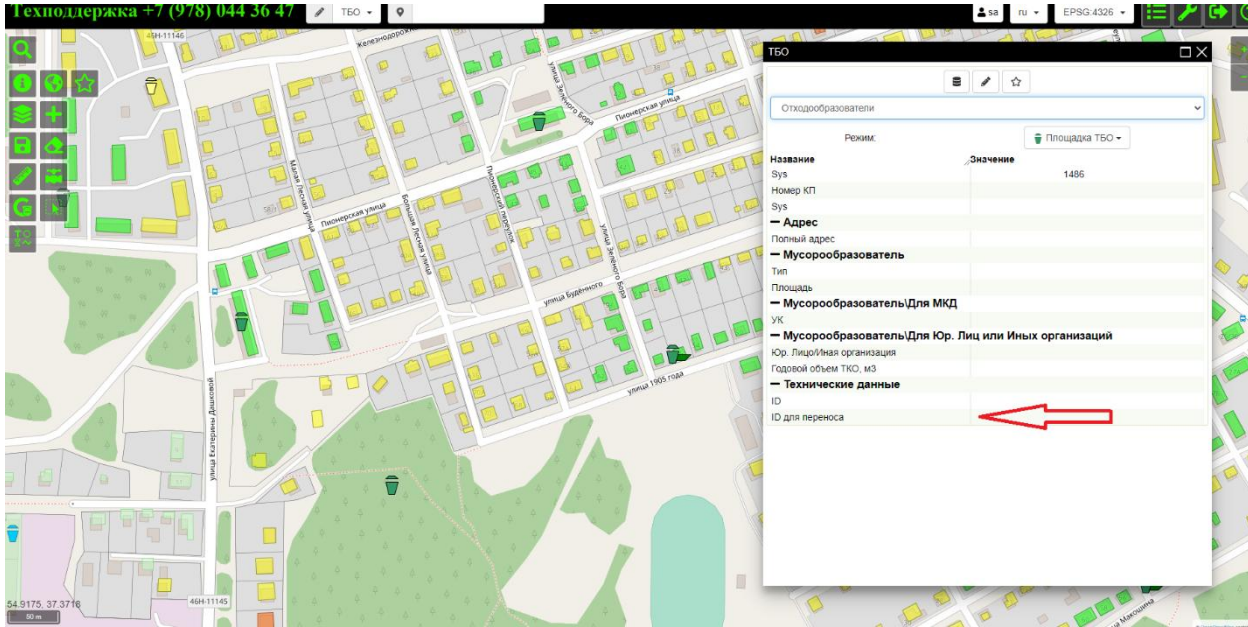 Техподдержка +7 (978) 044 36 47
ТБО
sa
ru
EPSG:4326
46Н-11146
улица Зелёного Бора
Пионерская улица
Малая Лесная улица
Пионерский переулок
Большая Лесная улица
Пионерская улица
улица Зелёного Бора
улица Будённого
улица 1905 года
улица Екатерины Дашковой
46Н-11145
54.9175, 37.3718
50 m
ТБО
Отходообразователи
Режим:
Площадка ТБО
Название Значение
Sys 1486
Номер КП
Sys
Адрес
Полный адрес
Мусорообразователь
Тип
Площадь
Мусорообразователь\Для МКД
УК
Мусорообразователь\Для Юр. Лиц или Иных организаций
Юр. Лицо/Иная организация
Годовой объем ТКО, м3
Технические данные
ID
ID для переноса